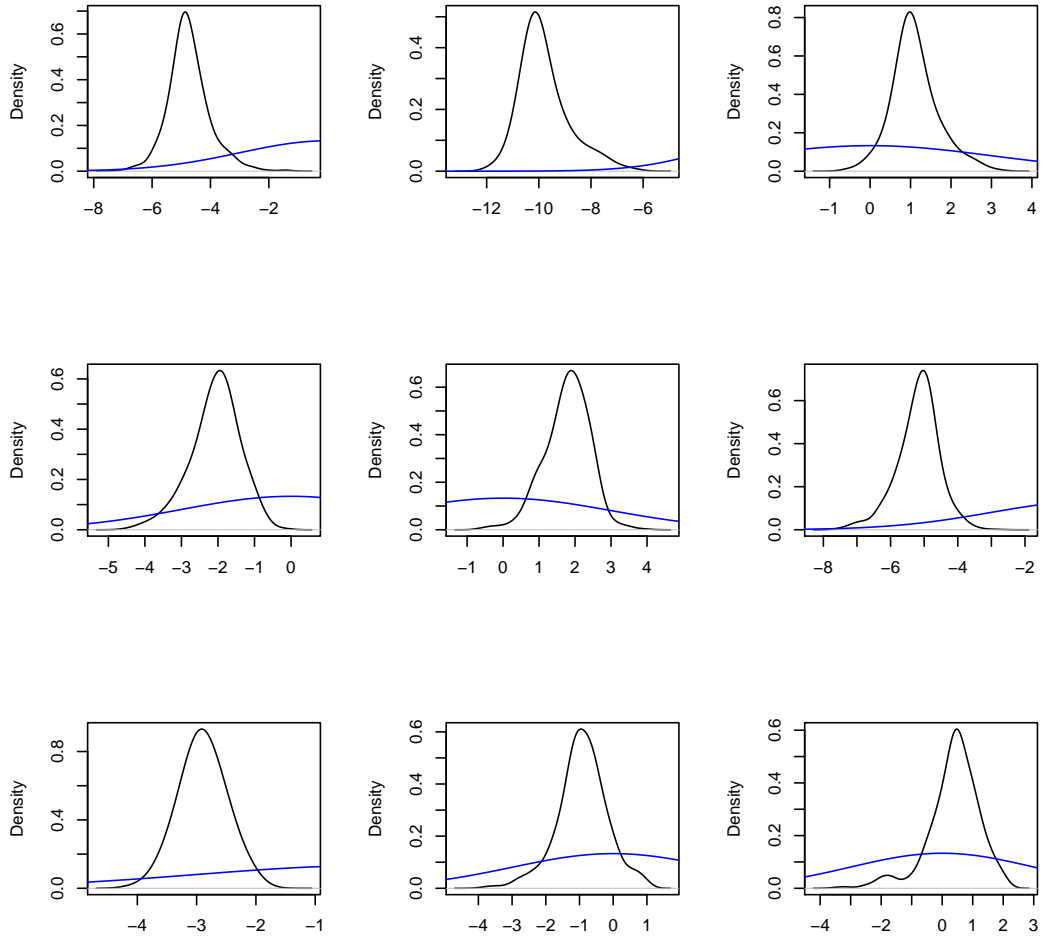 Density
0.0 0.2 0.4 0.6
−8 −6 −4 −2
Density
0.0 0.2 0.4
−12 −10 −8 −6
Density
0.0 0.2 0.4 0.6 0.8
−1 0 1 2 3 4
Density
0.0 0.2 0.4 0.6
−5 −4 −3 −2 −1 0
Density
0.0 0.2 0.4 0.6
−1 0 1 2 3 4
Density
0.0 0.2 0.4 0.6
−8 −6 −4 −2
Density
0.0 0.4 0.8
−4 −3 −2 −1
Density
0.0 0.2 0.4 0.6
−4 −3 −2 −1 0 1
Density
0.0 0.2 0.4 0.6
−4 −2 0 1 2 3